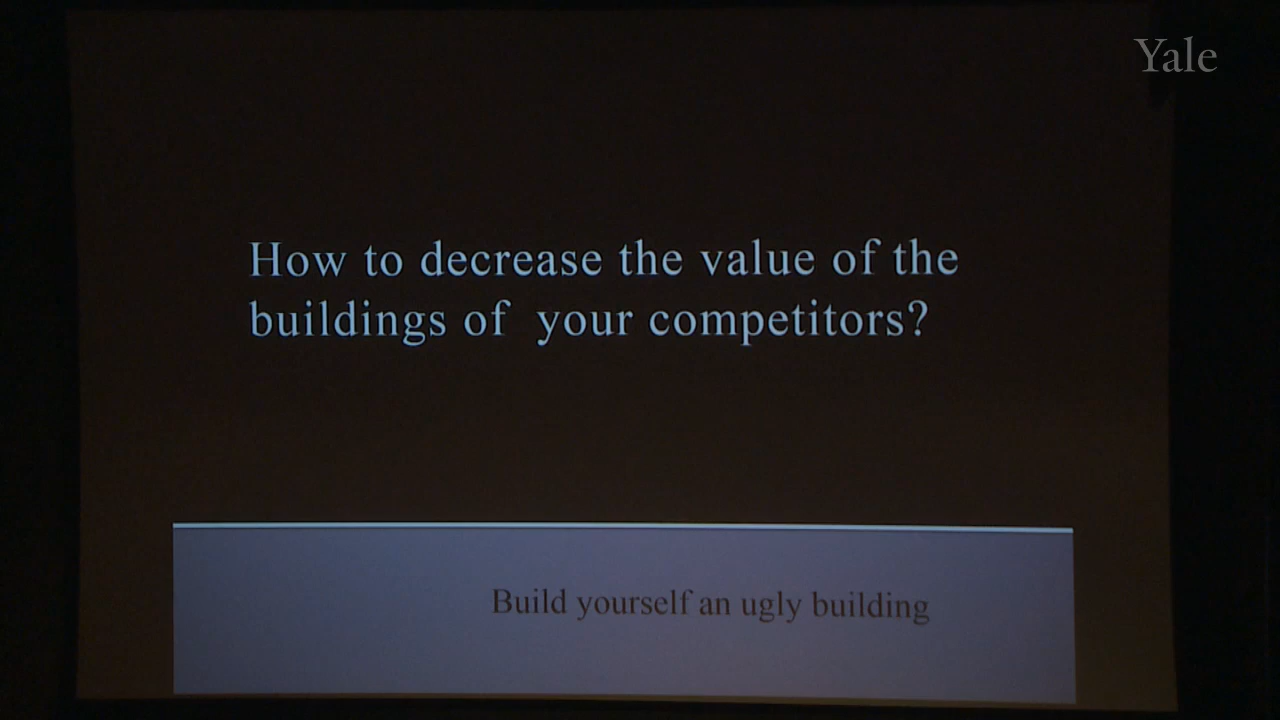 Yale
How to decrease the value of the
buildings of  your competitors?
Build yourself an ugly building